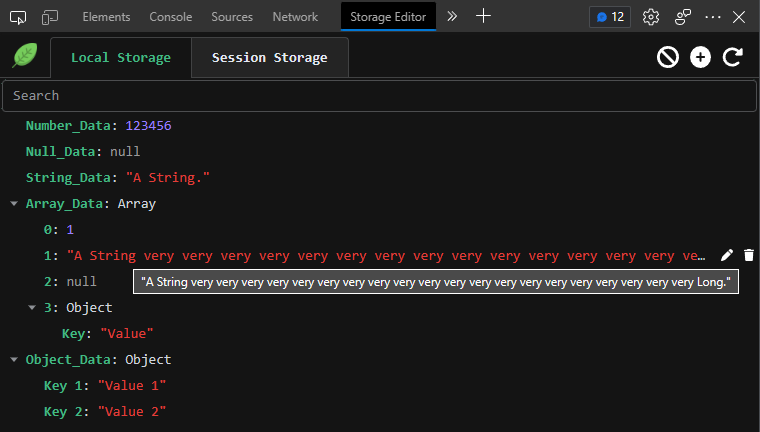 Elements Console Sources Network Storage Editor 12
Local Storage Session Storage
Search
Number_Data: 123456
Null_Data: null
String_Data: "A String."
Array_Data: Array
0: 1
1: "A String very very very very very very very very very very very very very very ve…
2: null
"A String very very very very very very very very very very very very very very very very very very very very Long."
3: Object
Key: "Value"
Object_Data: Object
Key 1: "Value 1"
Key 2: "Value 2"